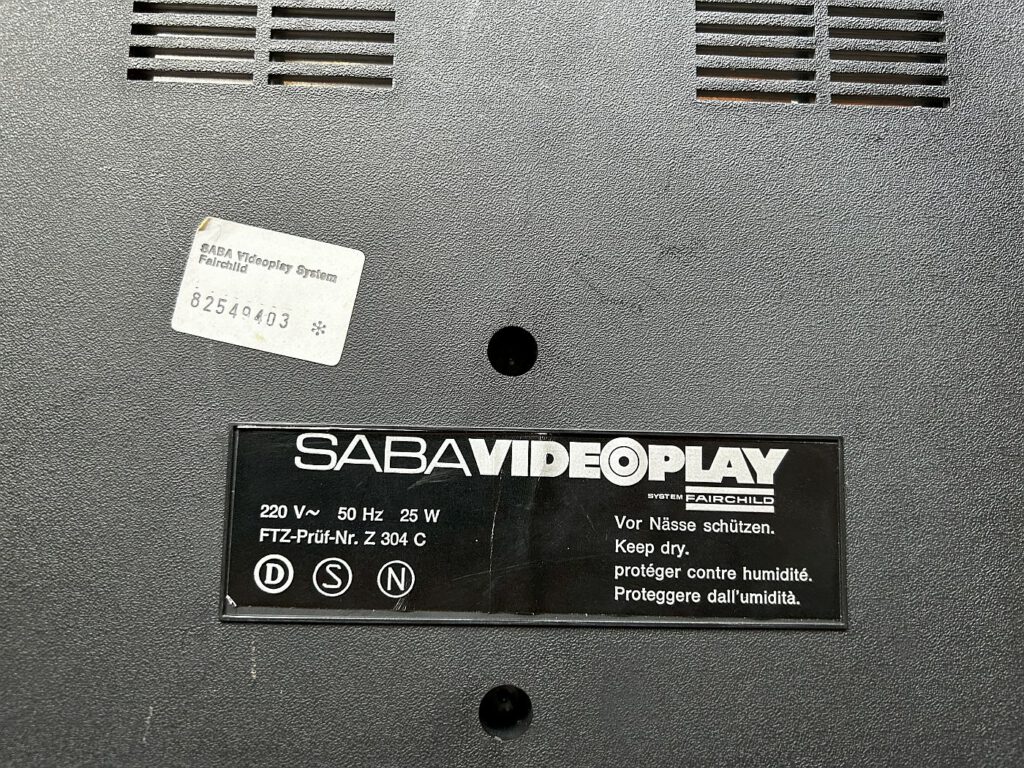 SABA Videoplay System
Fairchild
82549403 *
SABAVIDEOPLAY
SYSTEM FAIRCHILD
220 V~ 50 Hz 25 W
FTZ-Prüf-Nr. Z 304 C
D S N
Vor Nässe schützen.
Keep dry.
protéger contre humidité.
Proteggere dall'umidità.